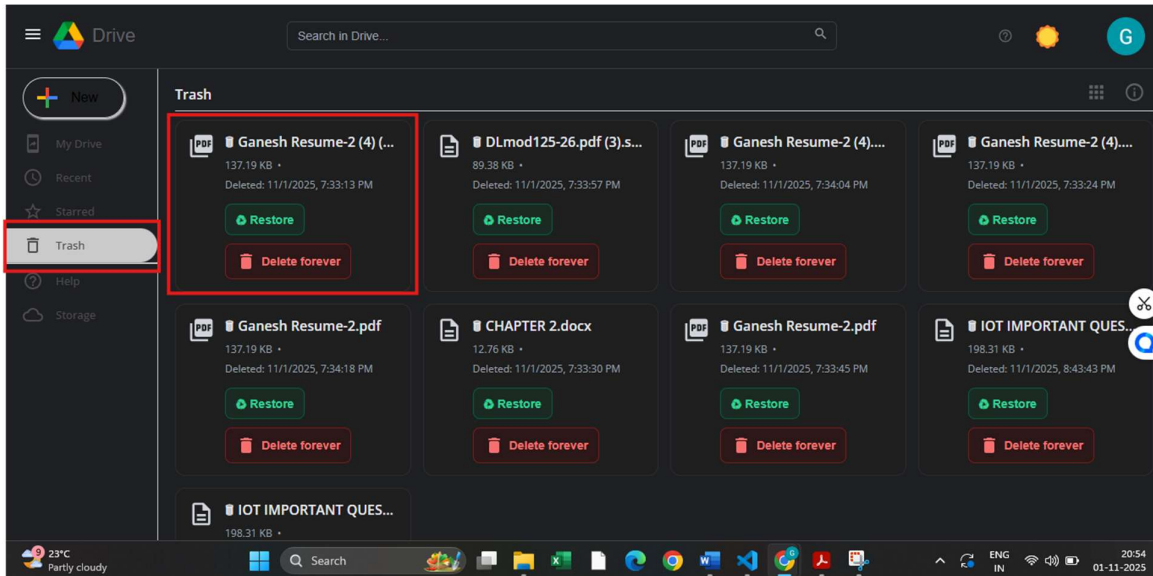 Drive
Search in Drive...
G
New
My Drive
Recent
Starred
Trash
Help
Storage
Trash
PDF
Ganesh Resume-2 (4) (...
137.19 KB •
Deleted: 11/1/2025, 7:33:13 PM
Restore
Delete forever
DLmod125-26.pdf (3).s...
89.38 KB •
Deleted: 11/1/2025, 7:33:57 PM
Restore
Delete forever
PDF
Ganesh Resume-2 (4)....
137.19 KB •
Deleted: 11/1/2025, 7:34:04 PM
Restore
Delete forever
PDF
Ganesh Resume-2 (4)....
137.19 KB •
Deleted: 11/1/2025, 7:33:24 PM
Restore
Delete forever
PDF
Ganesh Resume-2.pdf
137.19 KB •
Deleted: 11/1/2025, 7:34:18 PM
Restore
Delete forever
CHAPTER 2.docx
12.76 KB •
Deleted: 11/1/2025, 7:33:30 PM
Restore
Delete forever
PDF
Ganesh Resume-2.pdf
137.19 KB •
Deleted: 11/1/2025, 7:33:45 PM
Restore
Delete forever
IOT IMPORTANT QUES...
198.31 KB •
Deleted: 11/1/2025, 8:43:43 PM
Restore
Delete forever
IOT IMPORTANT QUES...
198.31 KB •
9
23°C
Partly cloudy
Search
ENG
IN
20:54
01-11-2025